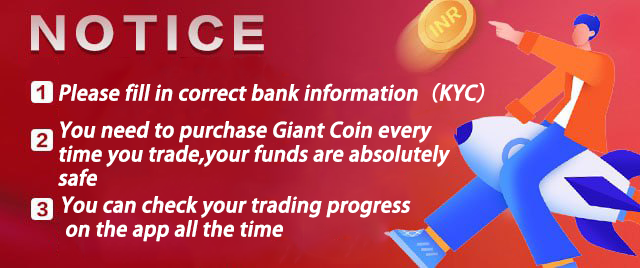 NOTICE
INR
1 Please fill in correct bank information（KYC）
2 You need to purchase Giant Coin every
time you trade,your funds are absolutely
safe
3 You can check your trading progress
on the app all the time